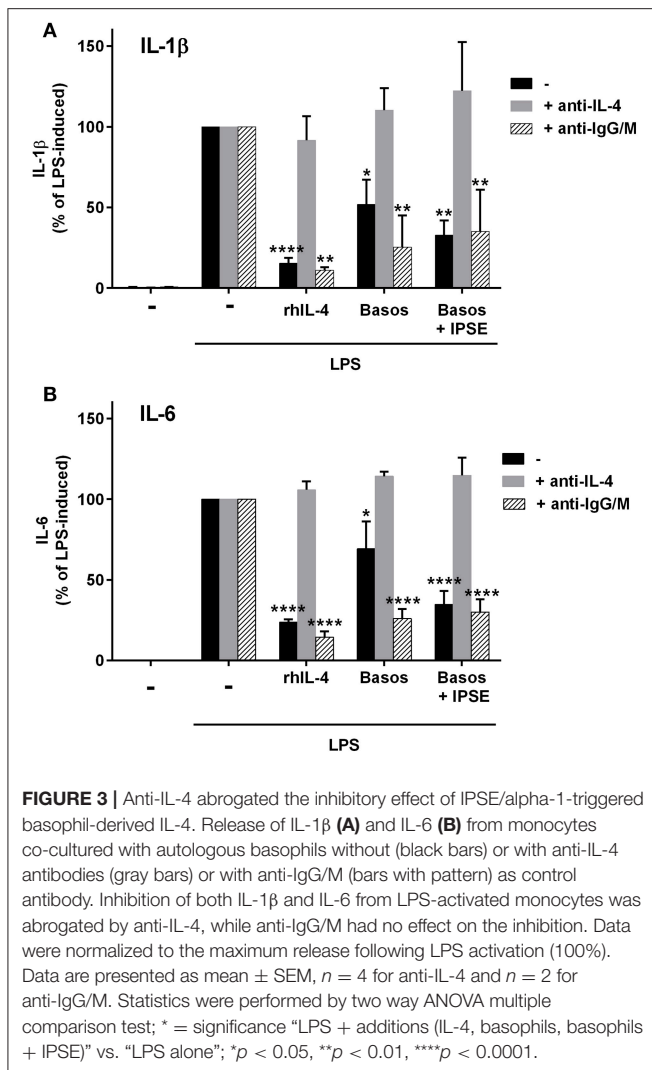 A
IL-1β
150
100
50
0
IL-1β
(% of LPS-induced)
-
+ anti-IL-4
+ anti-IgG/M
****
**
*
**
**
**
-
-
rhIL-4
Basos
Basos
+ IPSE
LPS
B
IL-6
150
100
50
0
IL-6
(% of LPS-induced)
-
+ anti-IL-4
+ anti-IgG/M
****
****
*
****
****
****
-
-
rhIL-4
Basos
Basos
+ IPSE
LPS
FIGURE 3 | Anti-IL-4 abrogated the inhibitory effect of IPSE/alpha-1-triggered
basophil-derived IL-4. Release of IL-1β (A) and IL-6 (B) from monocytes
co-cultured with autologous basophils without (black bars) or with anti-IL-4
antibodies (gray bars) or with anti-IgG/M (bars with pattern) as control
antibody. Inhibition of both IL-1β and IL-6 from LPS-activated monocytes was
abrogated by anti-IL-4, while anti-IgG/M had no effect on the inhibition. Data
were normalized to the maximum release following LPS activation (100%).
Data are presented as mean ± SEM, n = 4 for anti-IL-4 and n = 2 for
anti-IgG/M. Statistics were performed by two way ANOVA multiple
comparison test; * = significance “LPS + additions (IL-4, basophils, basophils
+ IPSE)” vs. “LPS alone”; *p < 0.05, **p < 0.01, ****p < 0.0001.